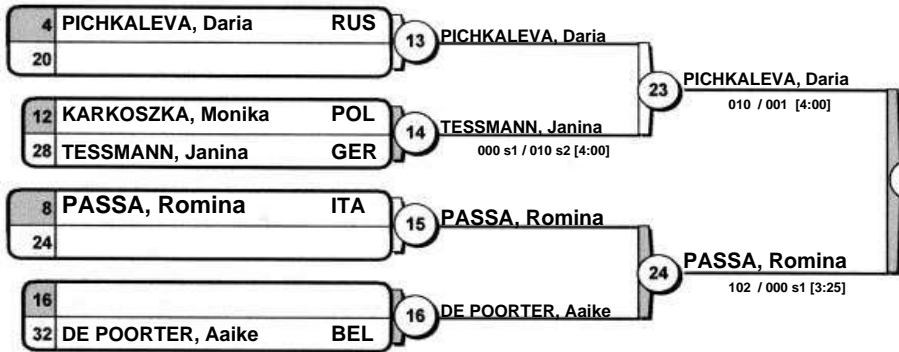 4 PICHKALEVA, Daria RUS
20
13 PICHKALEVA, Daria
12 KARKOSZKA, Monika POL
28 TESSMANN, Janina GER
14 TESSMANN, Janina
000 s1 / 010 s2 [4:00]
23 PICHKALEVA, Daria
010 / 001 [4:00]
8 PASSA, Romina ITA
24
15 PASSA, Romina
16
32 DE POORTER, Aaike BEL
16 DE POORTER, Aaike
24 PASSA, Romina
102 / 000 s1 [3:25]